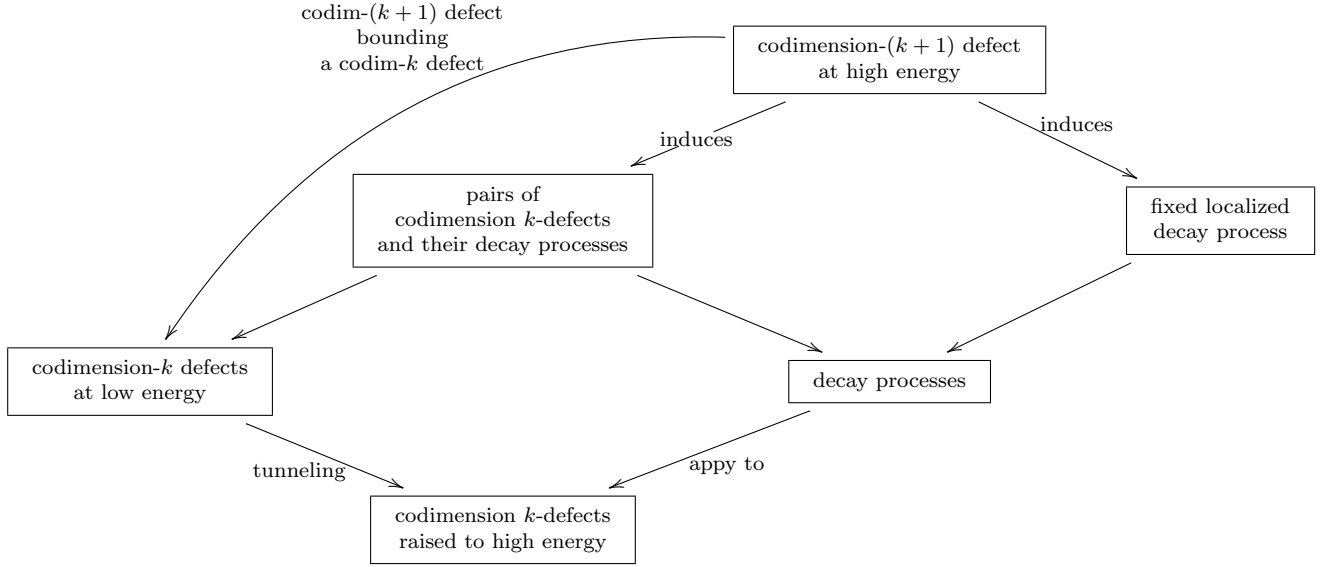 codim-(k + 1) defect
bounding
a codim-k defect
codimension-(k + 1) defect
at high energy
induces
induces
pairs of
codimension k-defects
and their decay processes
fixed localized
decay process
codimension-k defects
at low energy
decay processes
tunneling
appy to
codimension k-defects
raised to high energy